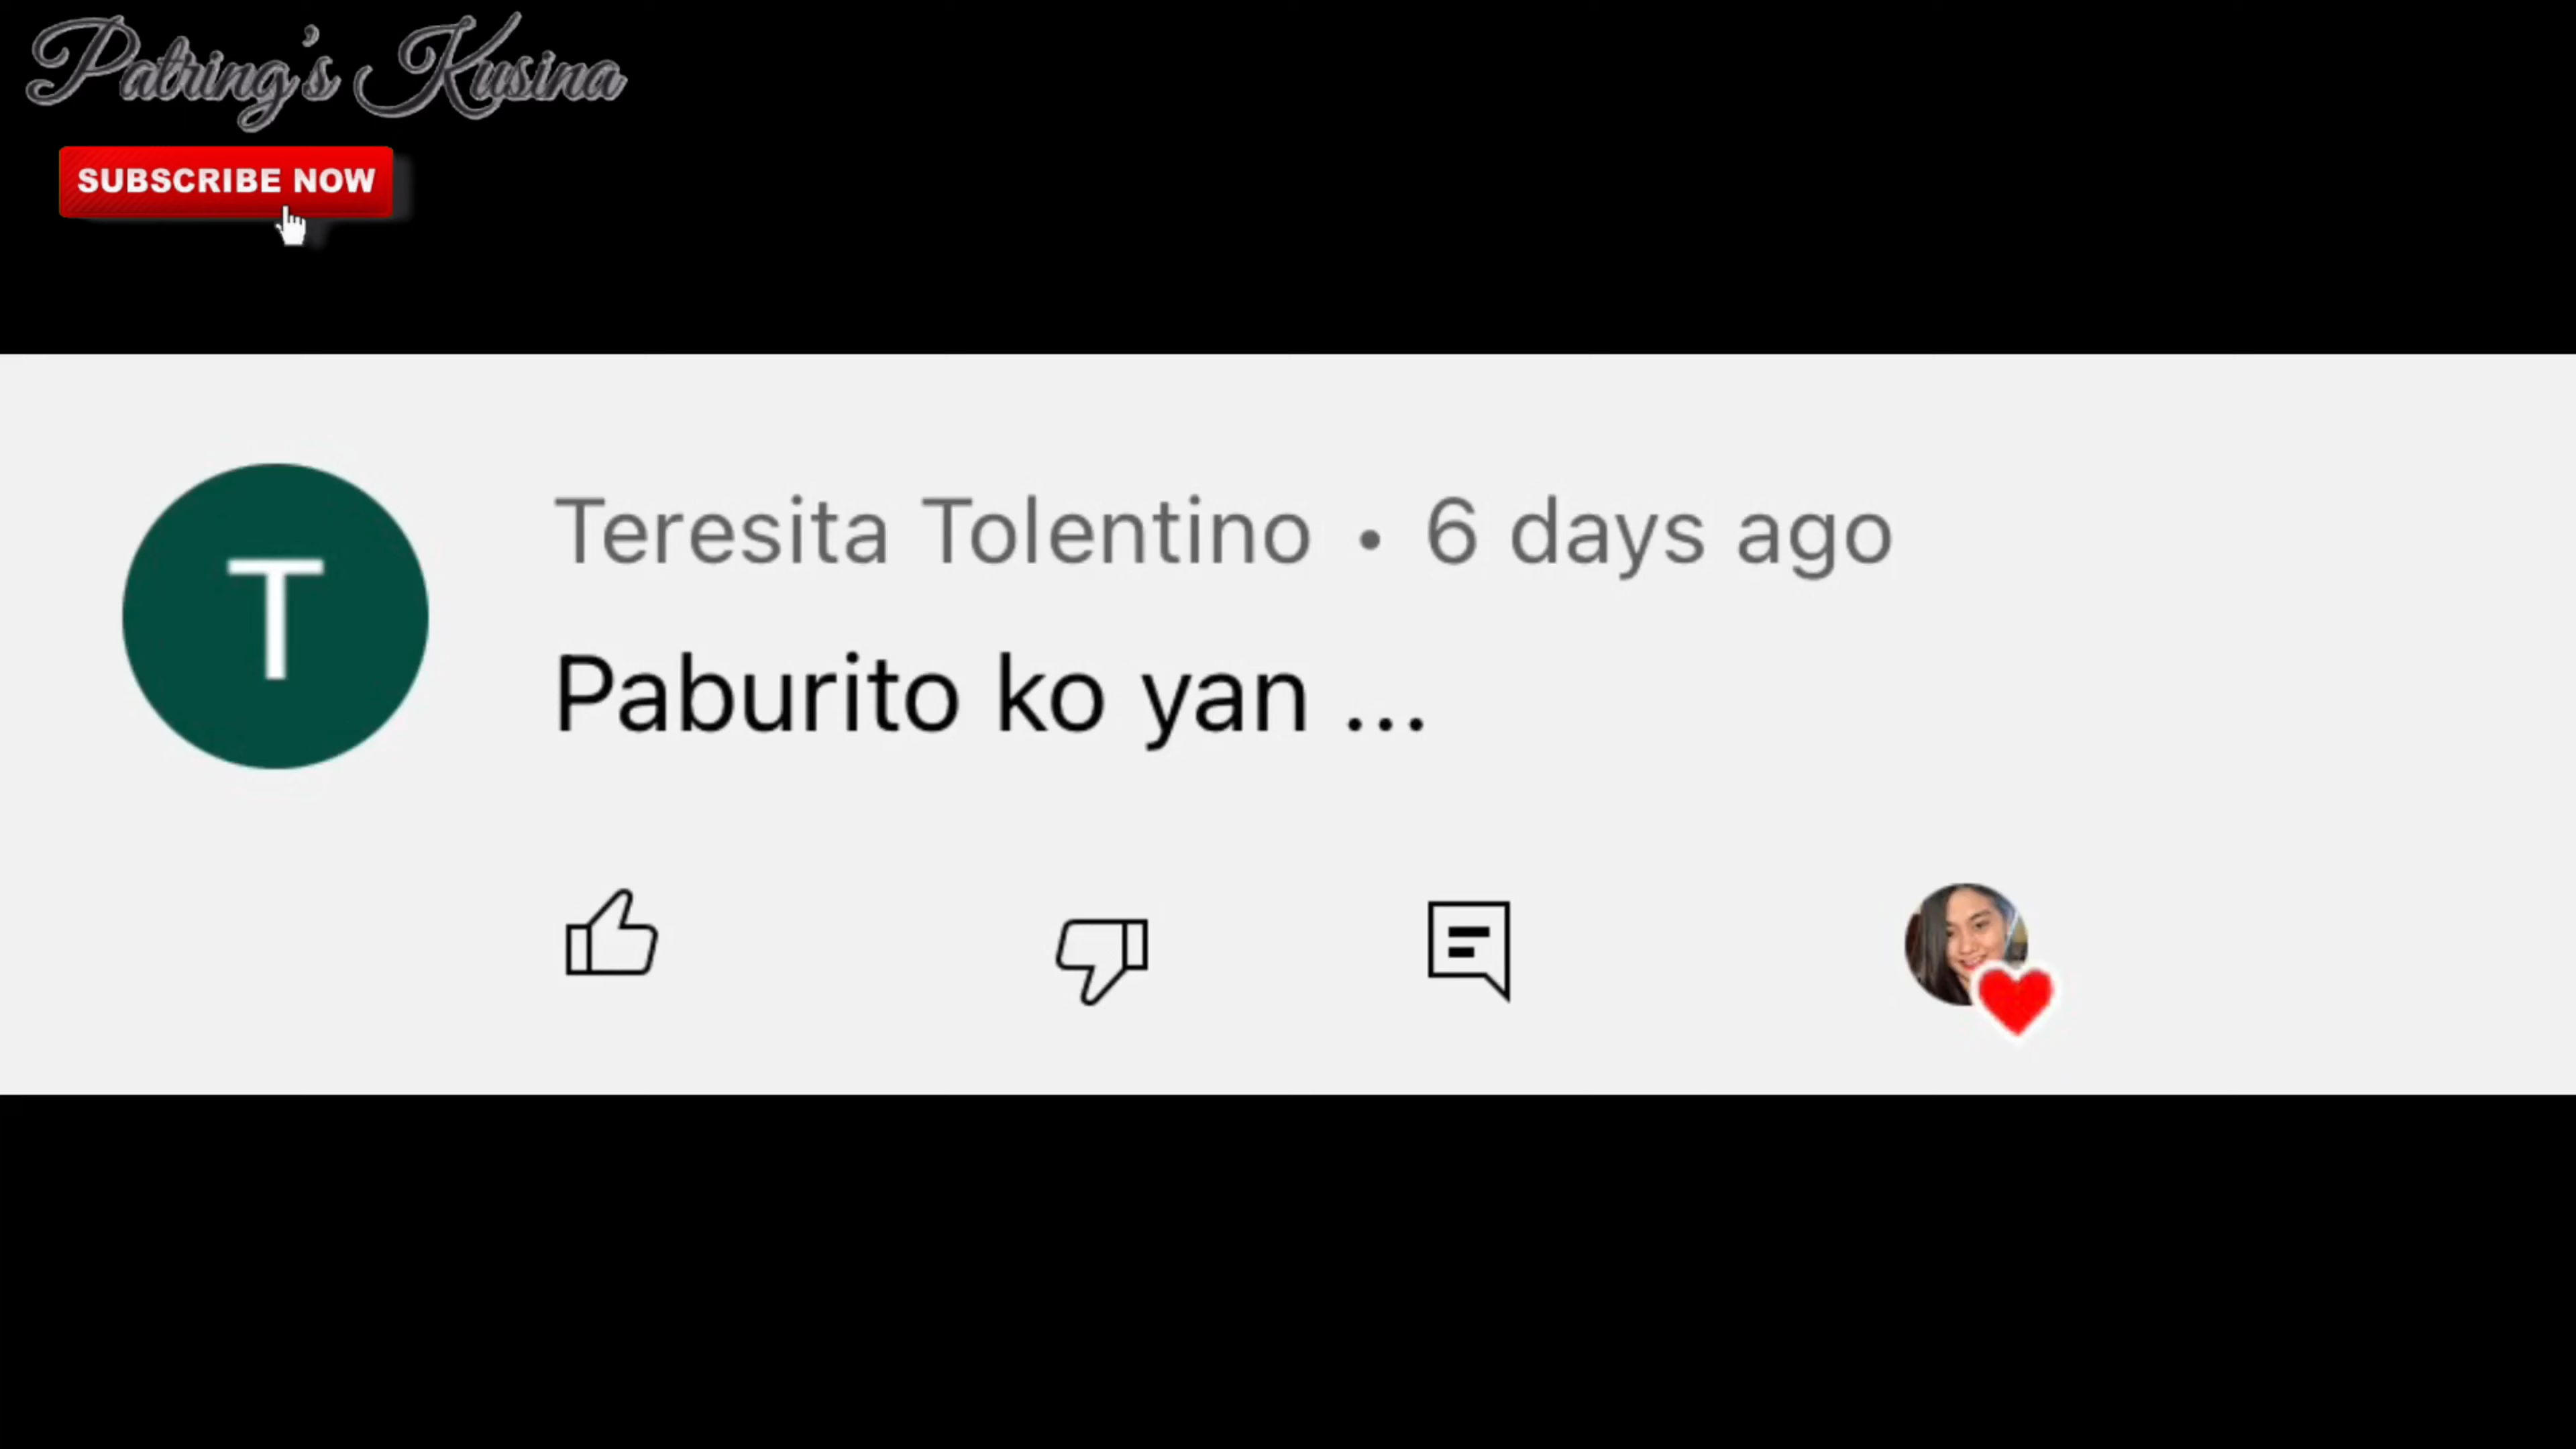 Patring's Kusina
SUBSCRIBE NOW
T
Teresita Tolentino • 6 days ago
Paburito ko yan ...